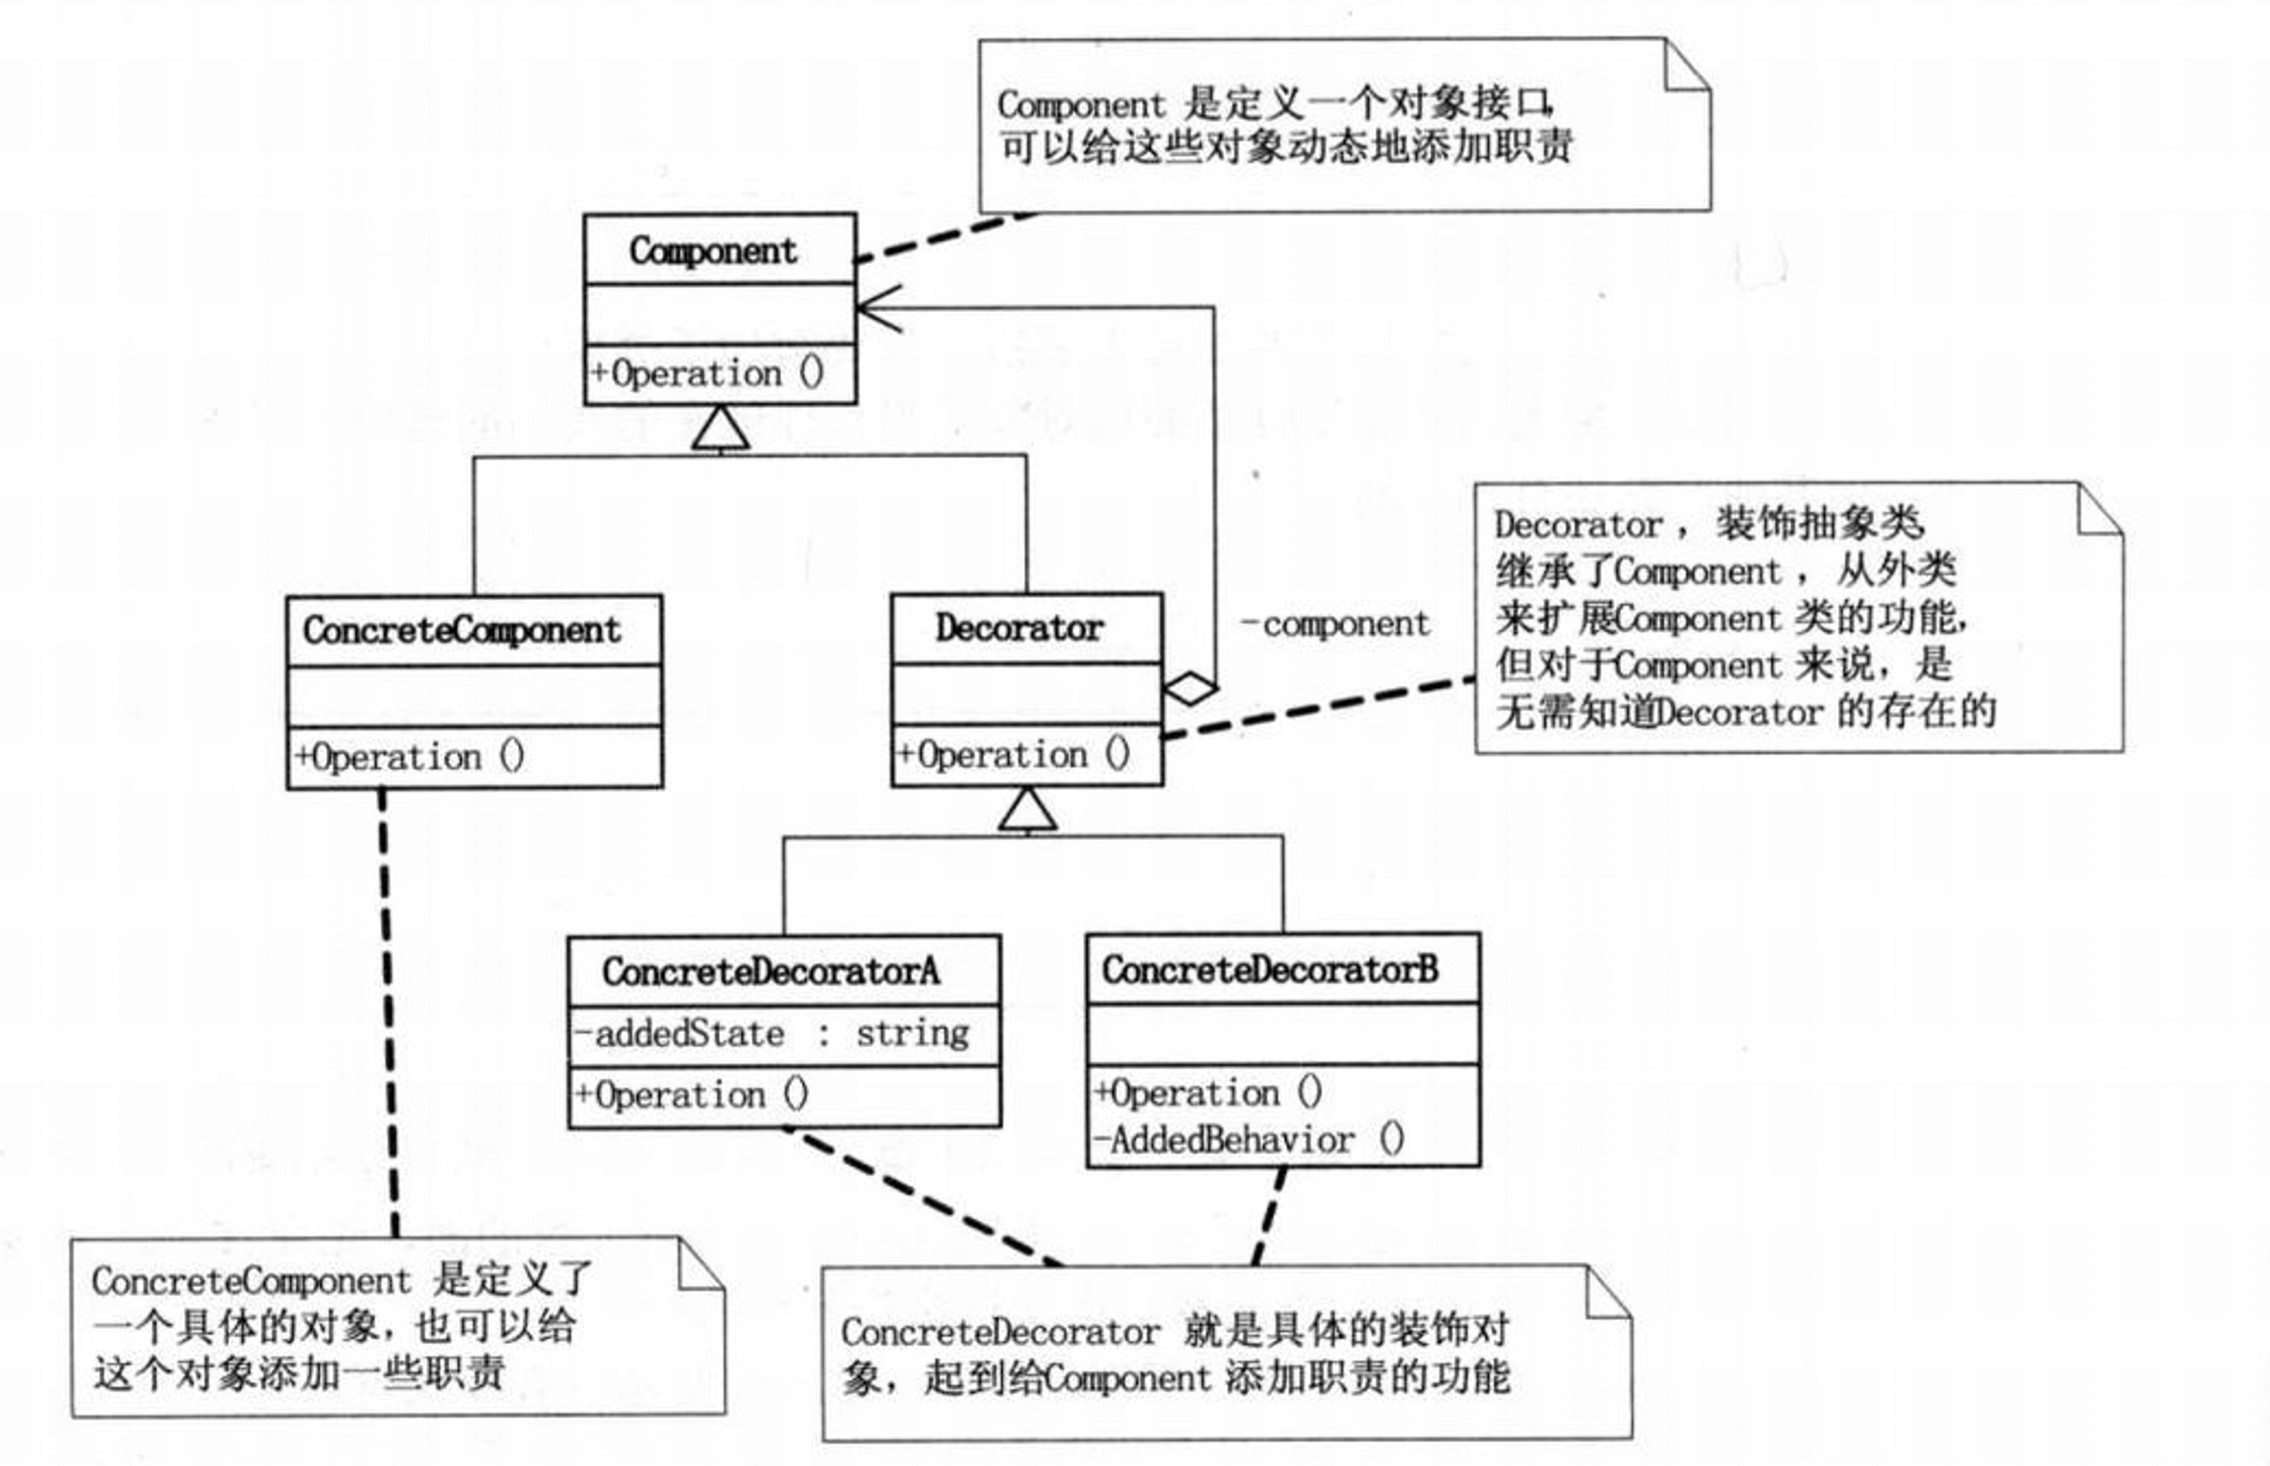 Component 是定义一个对象接口,
可以给这些对象动态地添加职责
Component
+Operation ()
Decorator, 装饰抽象类,
继承了Component, 从外类
来扩展Component 类的功能,
但对于Component 来说, 是
无需知道Decorator 的存在的
ConcreteComponent
+Operation ()
Decorator
+Operation ()
-component
ConcreteDecoratorA
-addedState : string
+Operation ()
ConcreteDecoratorB
+Operation ()
-AddedBehavior ()
ConcreteComponent 是定义了
一个具体的对象, 也可以给
这个对象添加一些职责
ConcreteDecorator 就是具体的装饰对
象, 起到给Component 添加职责的功能